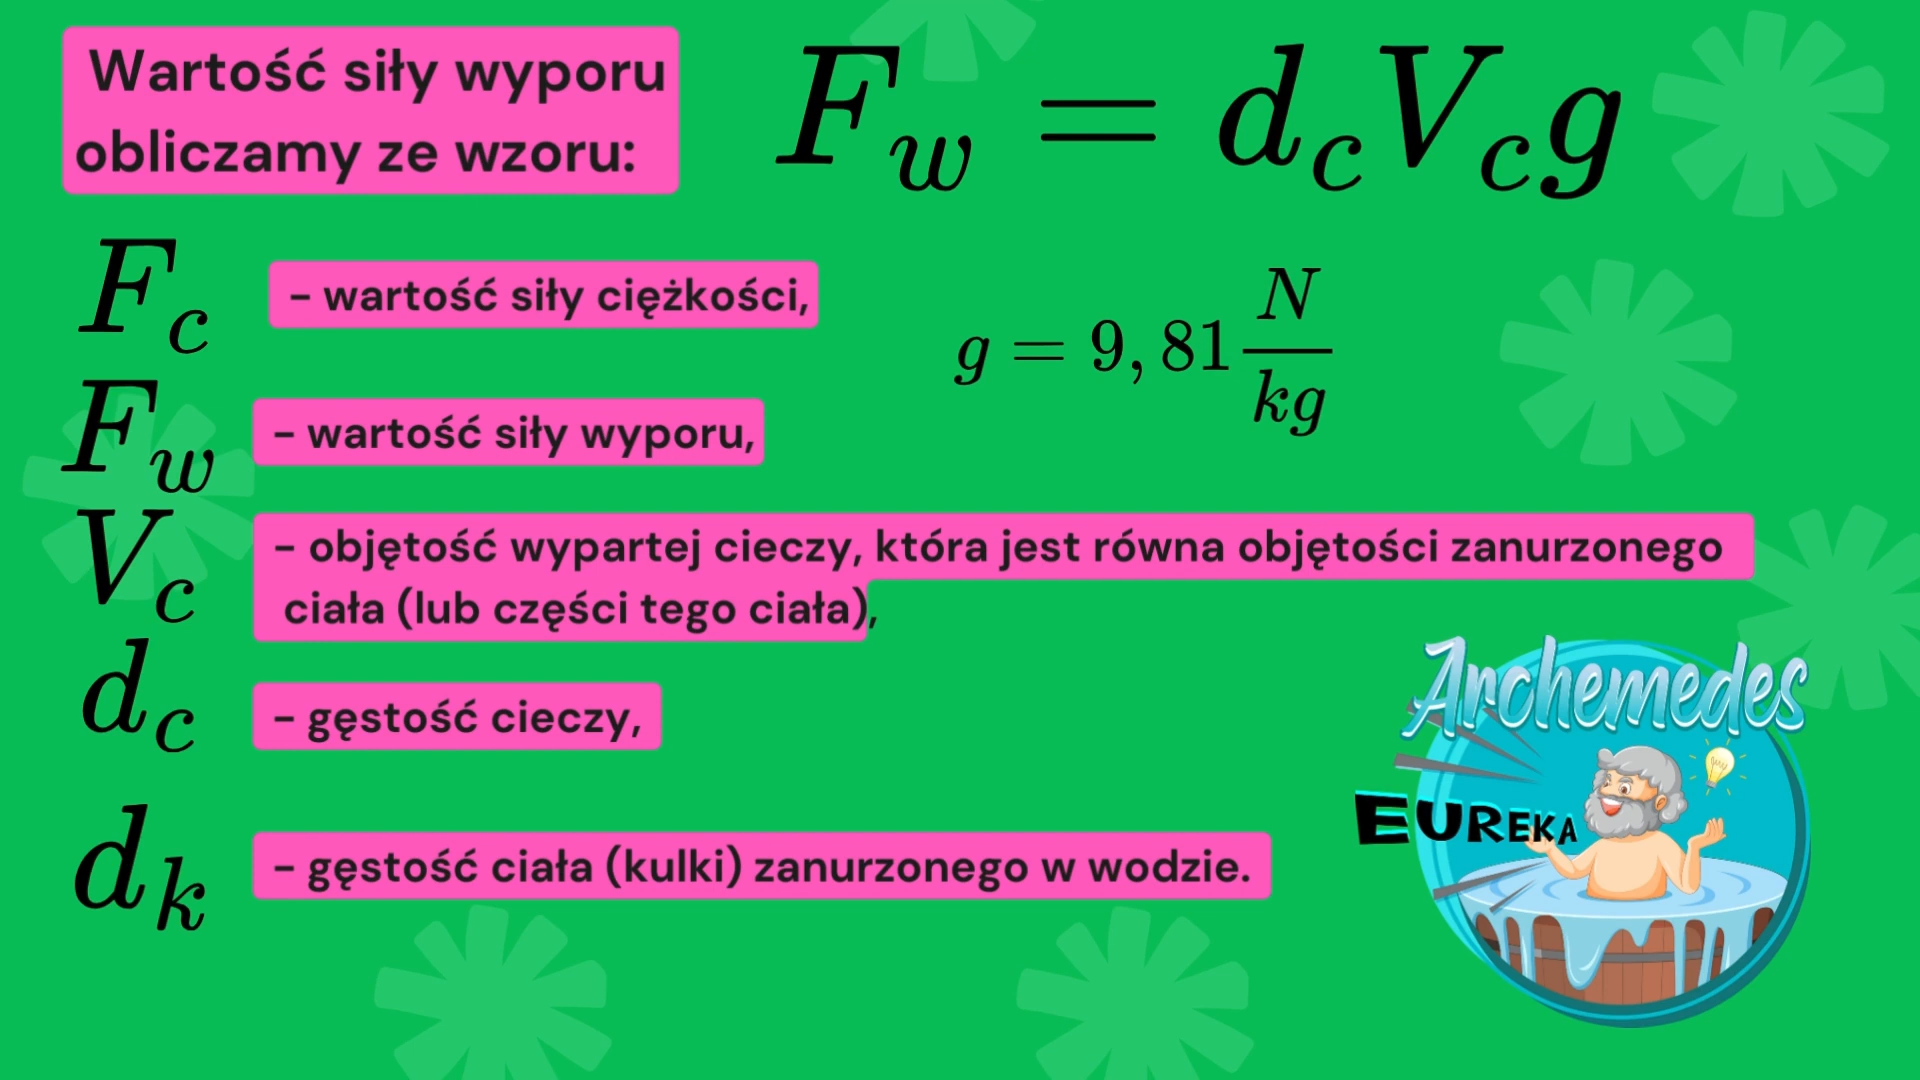 Wartość siły wyporu
obliczamy ze wzoru:
F_w = d_c V_c g
F_c – wartość siły ciężkości,
g = 9,81 N/kg
F_w – wartość siły wyporu,
V_c – objętość wypartej cieczy, która jest równa objętości zanurzonego
ciała (lub części tego ciała),
d_c – gęstość cieczy,
d_k – gęstość ciała (kulki) zanurzonego w wodzie.
Archemedes
EUREKA